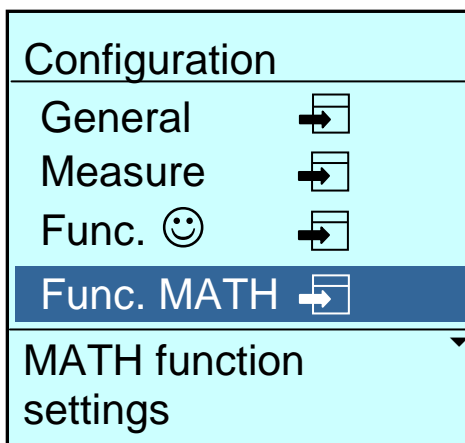 Configuration
General
Measure
Func. ☺
Func. MATH
MATH function
settings